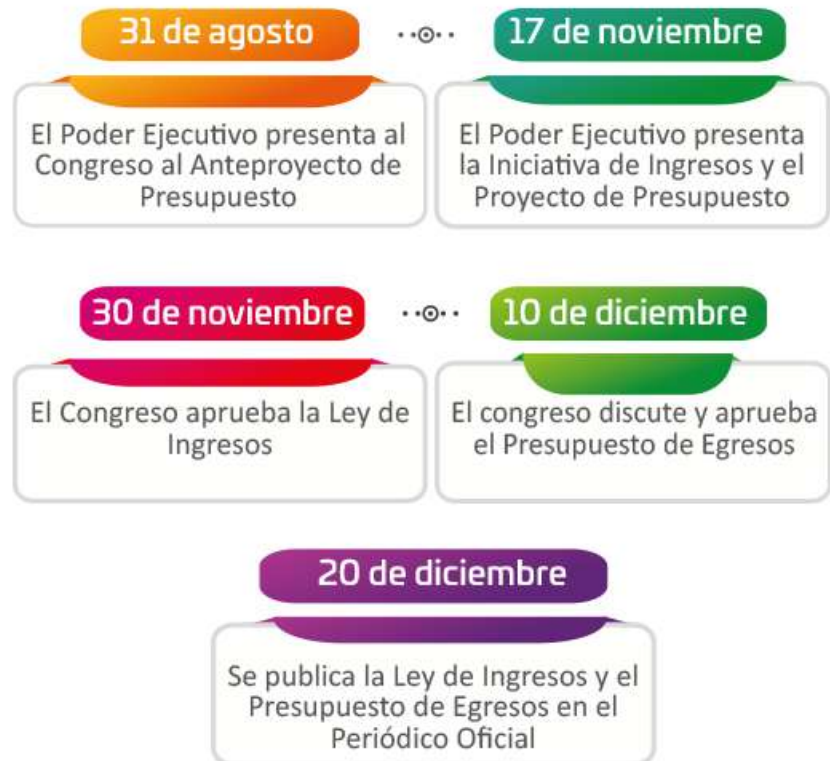 31 de agosto
El Poder Ejecutivo presenta al
Congreso al Anteproyecto de
Presupuesto
17 de noviembre
El Poder Ejecutivo presenta
la Iniciativa de Ingresos y el
Proyecto de Presupuesto
30 de noviembre
El Congreso aprueba la Ley de
Ingresos
10 de diciembre
El congreso discute y aprueba
el Presupuesto de Egresos
20 de diciembre
Se publica la Ley de Ingresos y el
Presupuesto de Egresos en el
Periódico Oficial